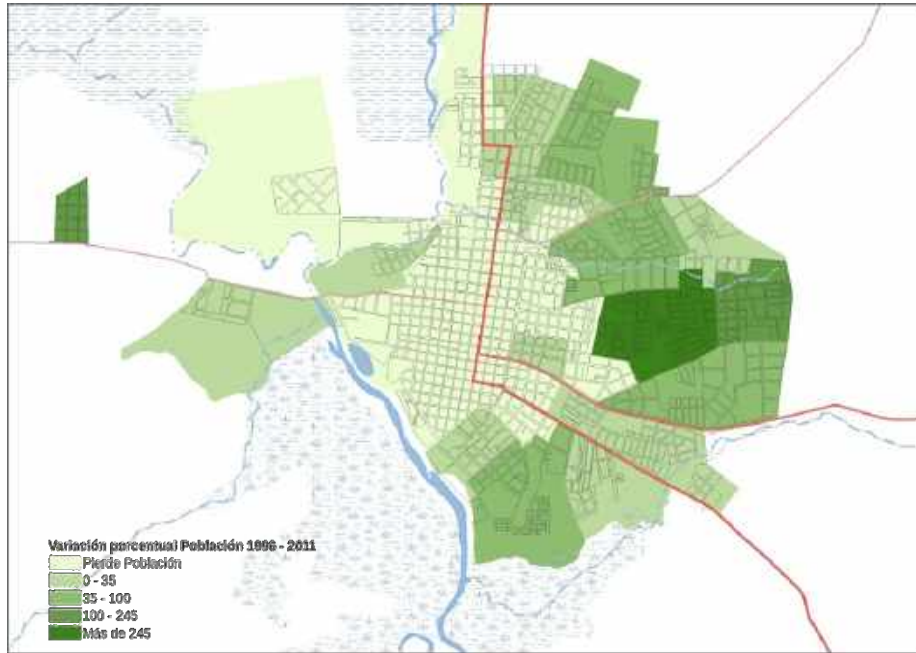 Variación porcentual Población 1996 - 2011
Pierde Población
0 - 35
35 - 100
100 - 245
Más de 245